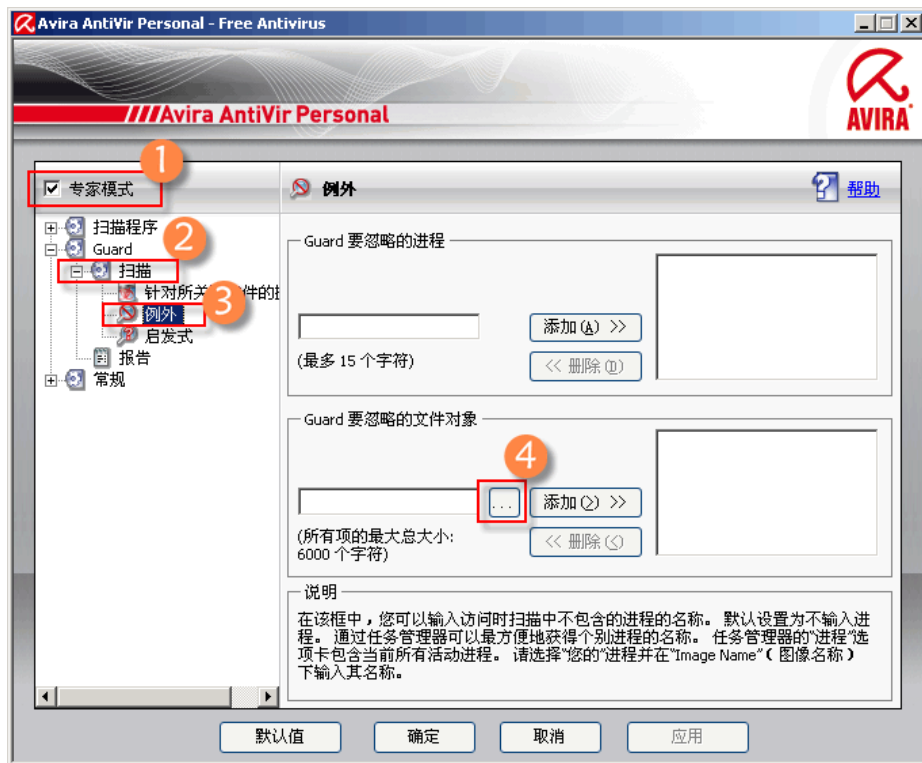 Avira AntiVir Personal - Free Antivirus
////Avira AntiVir Personal
AVIRA
1
专家模式
例外
帮助
扫描程序
2
Guard
扫描
针对所关
件的
3
例外
启发式
报告
常规
Guard 要忽略的进程
添加(A) >>
(最多 15 个字符)
<< 删除(D)
Guard 要忽略的文件对象
4
...
添加(>) >>
(所有项的最大总大小:
6000 个字符)
<< 删除(<)
说明
在该框中，您可以输入访问时扫描中不包含的进程的名称。 默认设置为不输入进
程。 通过任务管理器可以最方便地获得个别进程的名称。 任务管理器的"进程"选
项卡包含当前所有活动进程。 请选择"您的"进程并在"Image Name"( 图像名称 )
下输入其名称。
默认值
确定
取消
应用